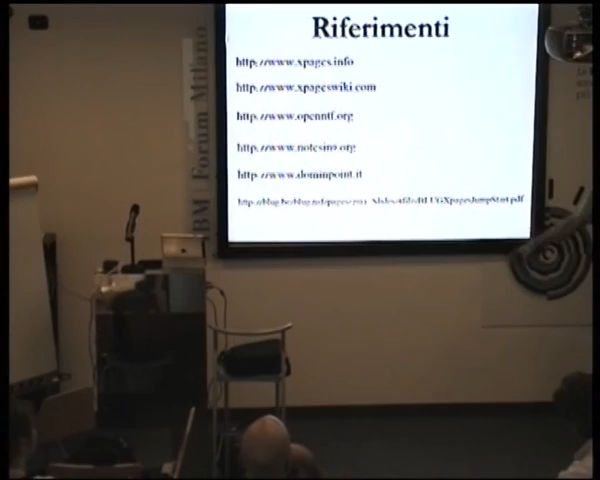 Riferimenti
http://www.xpages.info
http://www.xpageswiki.com
http://www.openntf.org
http://www.notesin9.org
http://www.dominopoint.it
IBM Forum Milano